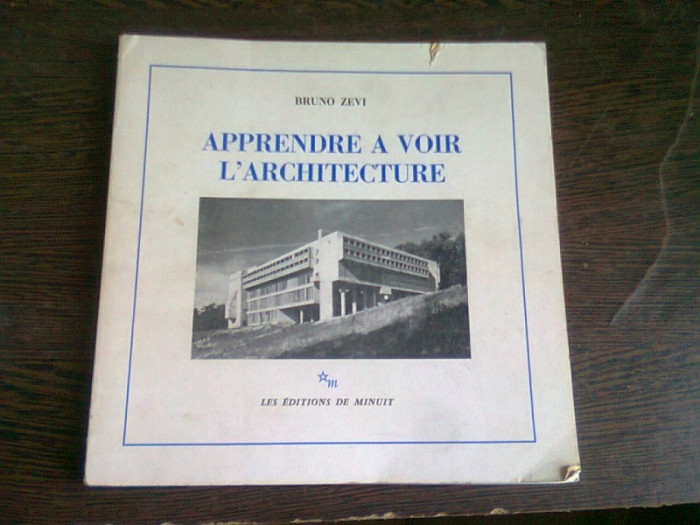 BRUNO ZEVI
APPRENDRE A VOIR
L'ARCHITECTURE
m
LES ÉDITIONS DE MINUIT